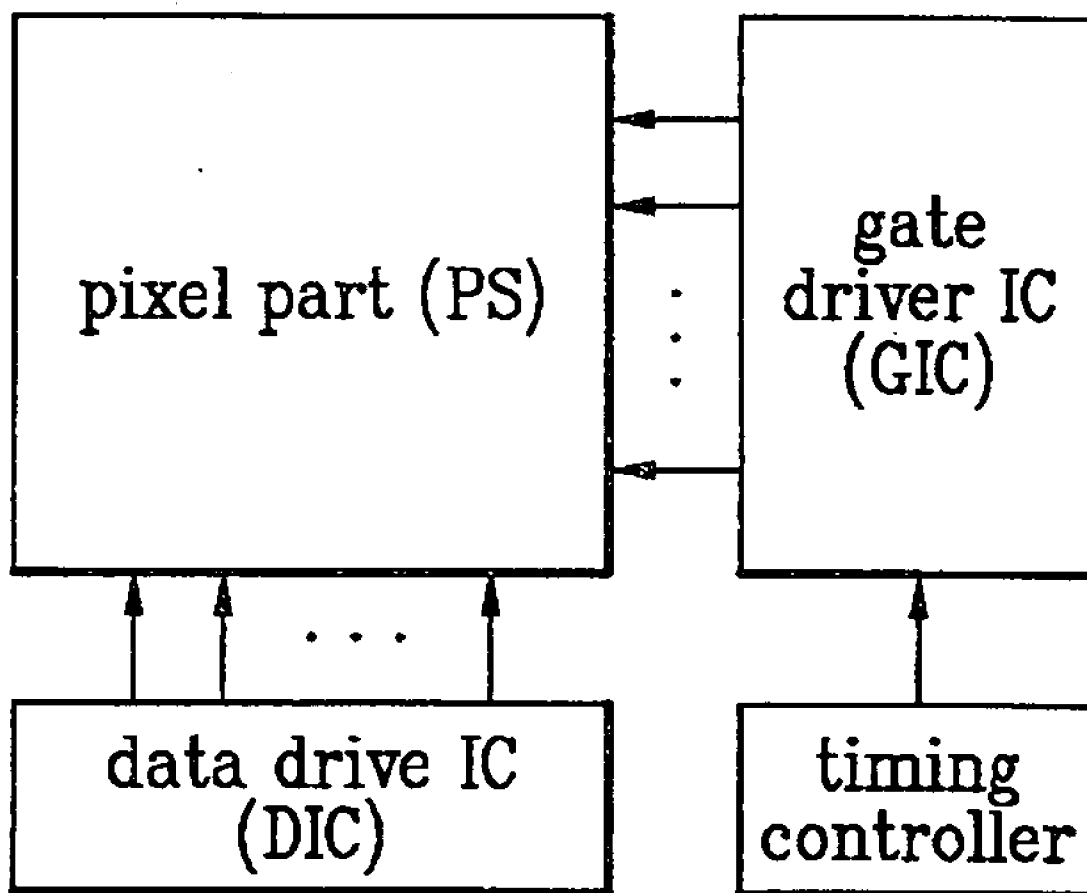 pixel part (PS)
gate
driver IC
(GIC)
data drive IC
(DIC)
timing
controller